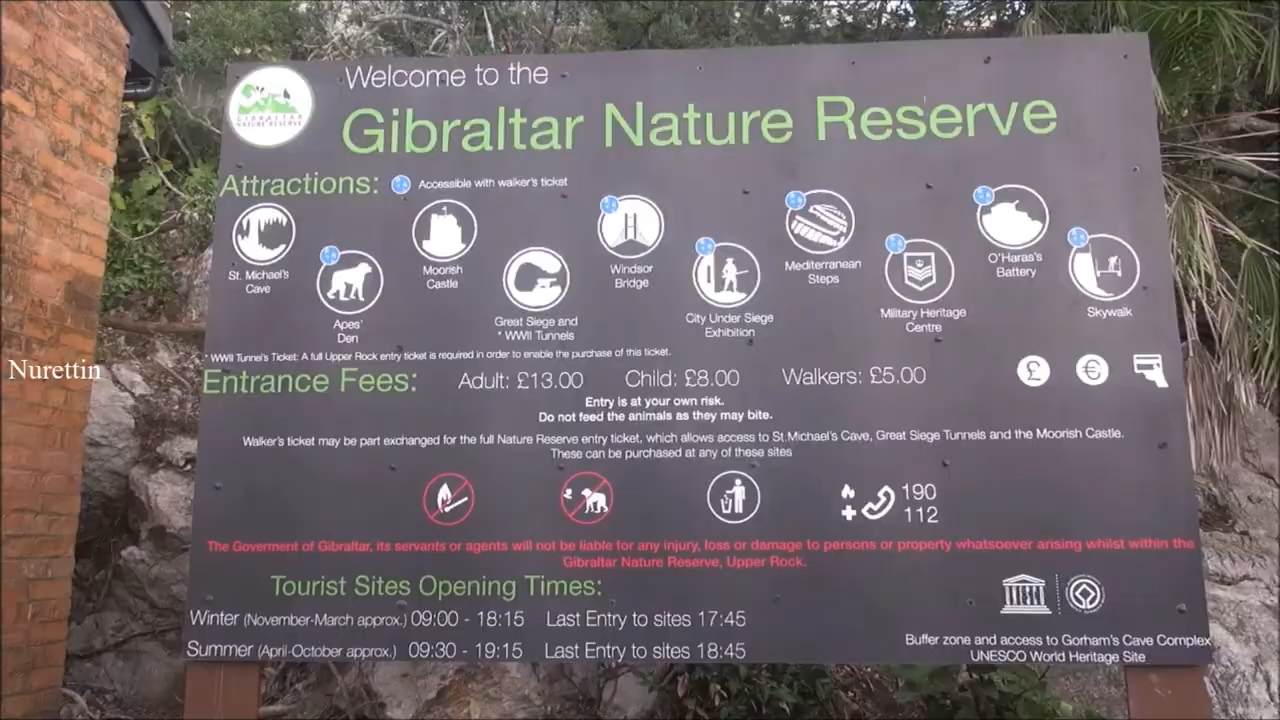 Welcome to the
Gibraltar Nature Reserve
GIBRALTAR
NATURE RESERVE
Attractions: Accessible with walker's ticket
St. Michael's
Cave
Apes'
Den
Moorish
Castle
Great Siege and
* WWII Tunnels
Windsor
Bridge
City Under Siege
Exhibition
Mediterranean
Steps
Military Heritage
Centre
O'Haras's
Battery
Skywalk
* WWII Tunnel's Ticket: A full Upper Rock entry ticket is required in order to enable the purchase of this ticket.
Nurettin
Entrance Fees: Adult: £13.00 Child: £8.00 Walkers: £5.00
£ €
Entry is at your own risk.
Do not feed the animals as they may bite.
Walker's ticket may be part exchanged for the full Nature Reserve entry ticket, which allows access to St.Michael's Cave, Great Siege Tunnels and the Moorish Castle.
These can be purchased at any of these sites
190
112
The Goverment of Gibraltar, its servants or agents will not be liable for any injury, loss or damage to persons or property whatsoever arising whilst within the
Gibraltar Nature Reserve, Upper Rock.
Tourist Sites Opening Times:
Winter (November-March approx.) 09:00 - 18:15 Last Entry to sites 17:45
Summer (April-October approx.) 09:30 - 19:15 Last Entry to sites 18:45
Buffer zone and access to Gorham's Cave Complex
UNESCO World Heritage Site